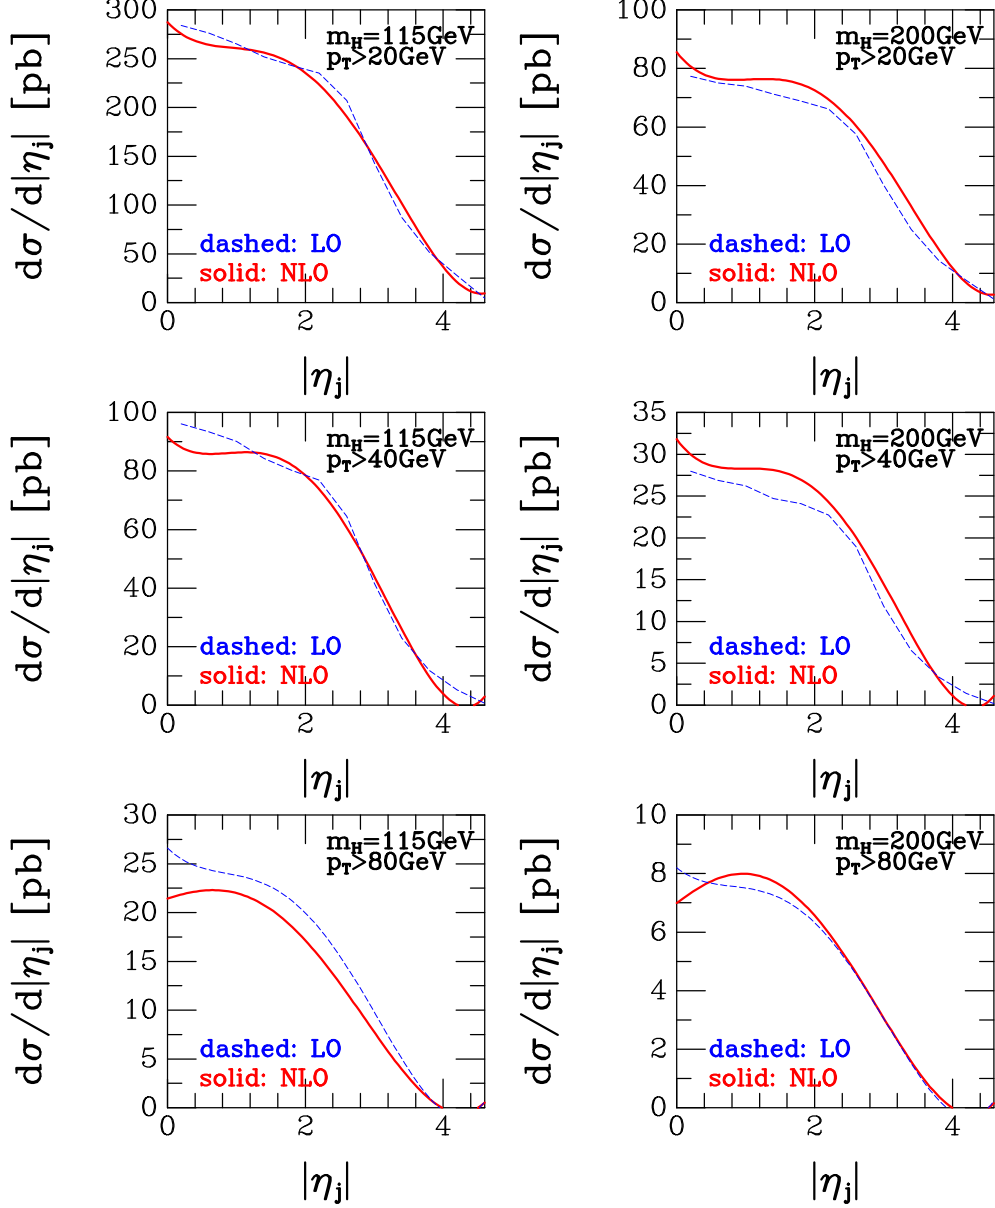 300
250
200
150
100
50
0
0 2 4
dσ/d|ηj| [pb]
|ηj|
mH=115GeV
pT>20GeV
dashed: LO
solid: NLO
100
80
60
40
20
0
0 2 4
dσ/d|ηj| [pb]
|ηj|
mH=200GeV
pT>20GeV
dashed: LO
solid: NLO
100
80
60
40
20
0
0 2 4
dσ/d|ηj| [pb]
|ηj|
mH=115GeV
pT>40GeV
dashed: LO
solid: NLO
35
30
25
20
15
10
5
0
0 2 4
dσ/d|ηj| [pb]
|ηj|
mH=200GeV
pT>40GeV
dashed: LO
solid: NLO
30
25
20
15
10
5
0
0 2 4
dσ/d|ηj| [pb]
|ηj|
mH=115GeV
pT>80GeV
dashed: LO
solid: NLO
10
8
6
4
2
0
0 2 4
dσ/d|ηj| [pb]
|ηj|
mH=200GeV
pT>80GeV
dashed: LO
solid: NLO